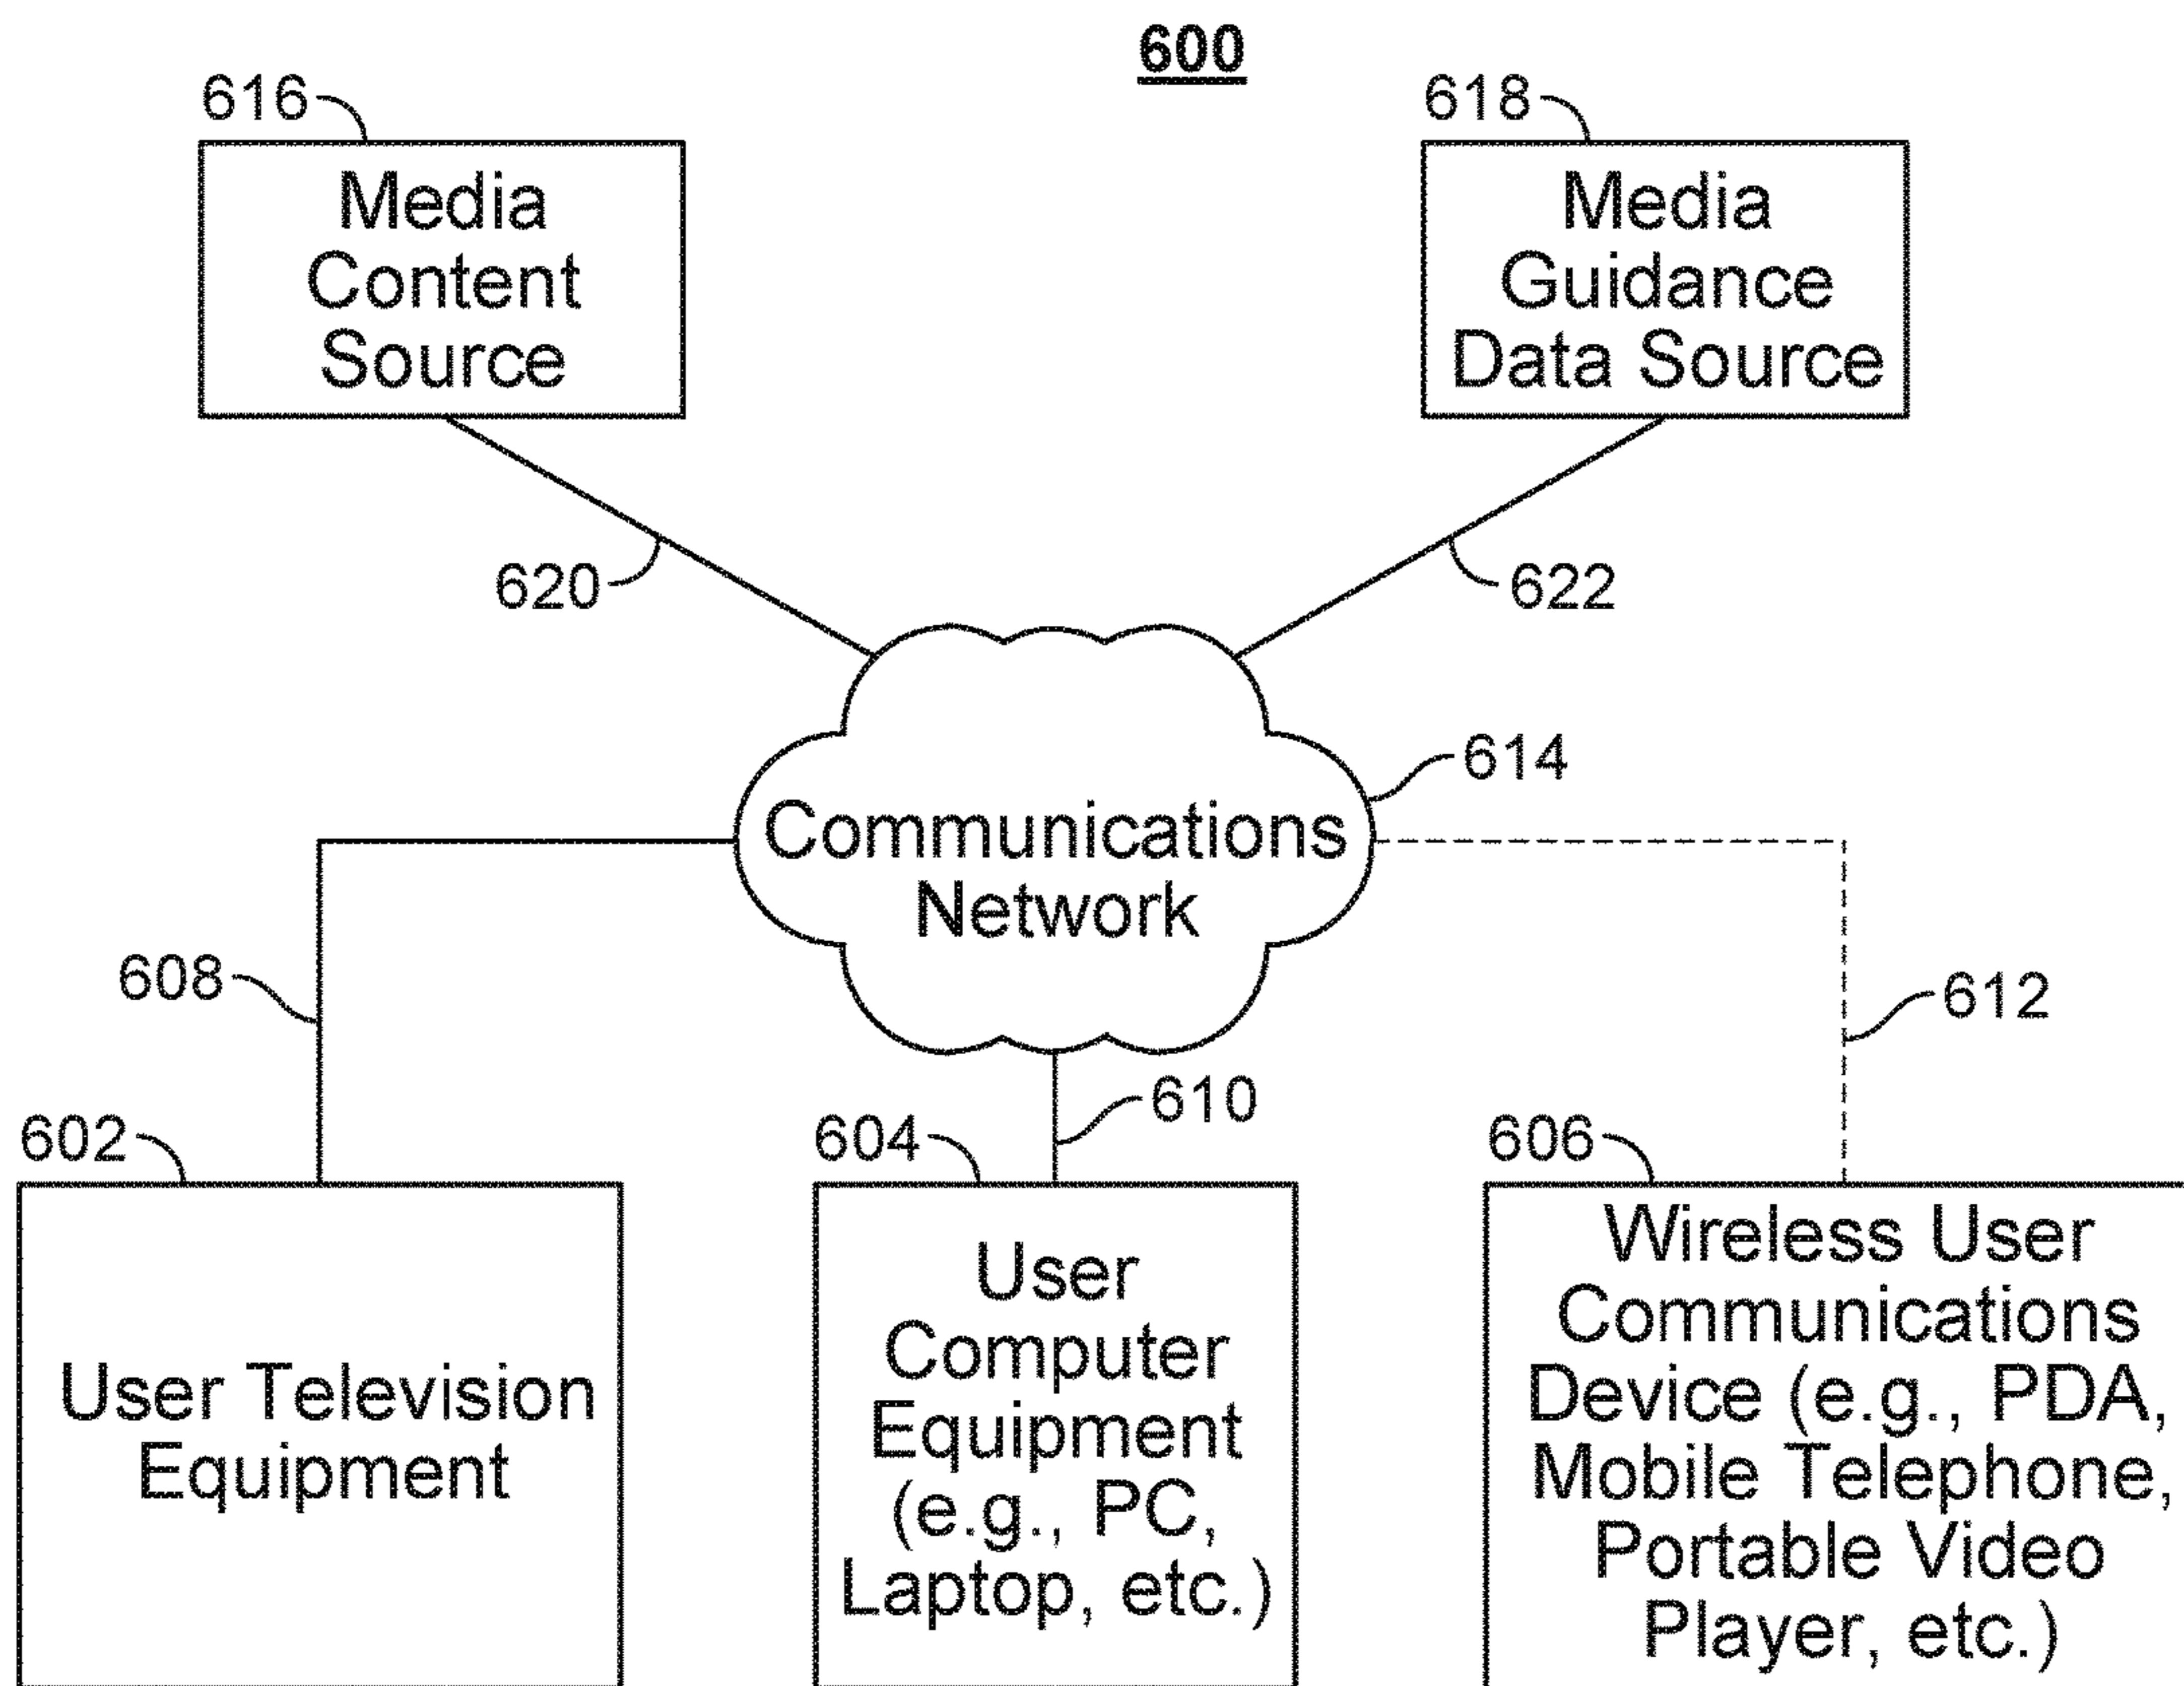 600
616
618
Media
Content
Source
Media
Guidance
Data Source
620
622
614
Communications
Network
608
612
610
602
604
606
User Television
Equipment
User
Computer
Equipment
(e.g., PC,
Laptop, etc.)
Wireless User
Communications
Device (e.g., PDA,
Mobile Telephone,
Portable Video
Player, etc.)